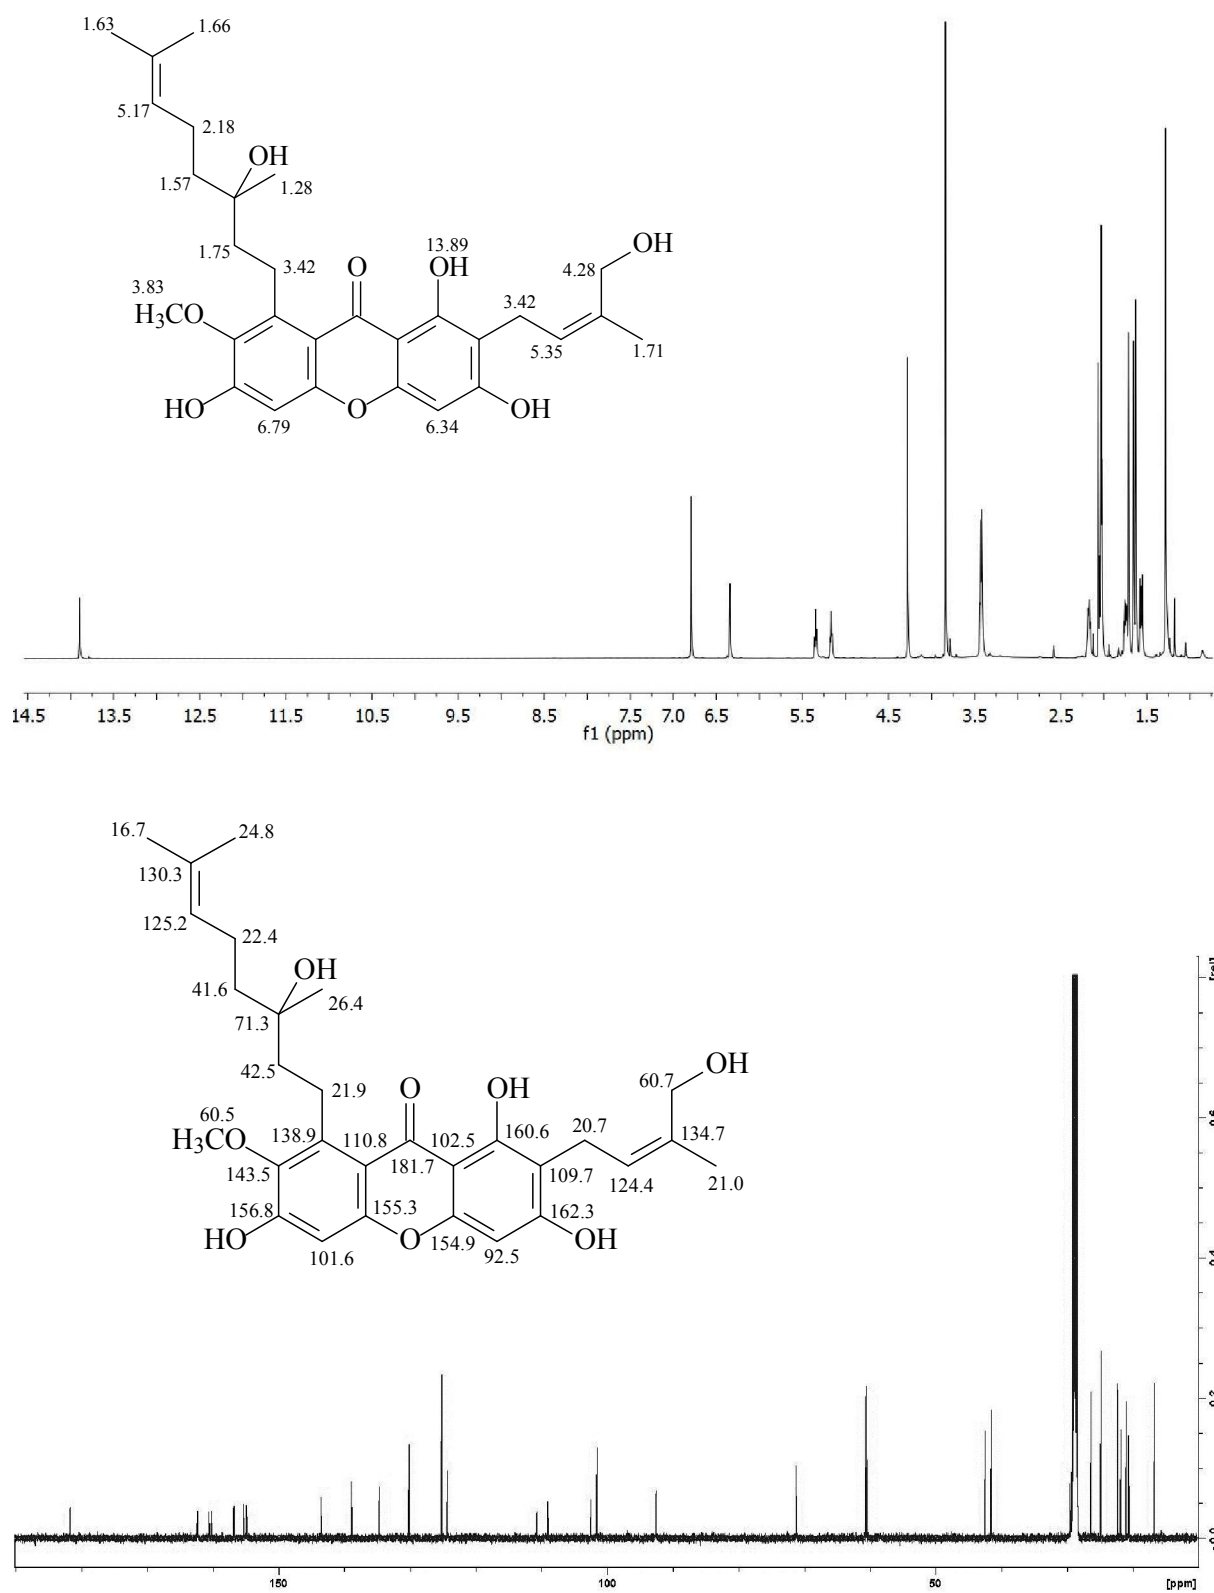 1.63 1.66
5.17
2.18
OH
1.57 1.28
1.75 3.42
3.83
H₃CO
O
13.89
OH
OH
4.28
3.42
5.35 1.71
HO O OH
6.79 6.34
14.5 13.5 12.5 11.5 10.5 9.5 8.5 7.5 7.0 6.5 5.5 4.5 3.5 2.5 1.5
f1 (ppm)
16.7 24.8
130.3
125.2
22.4
OH
41.6 26.4
71.3
42.5 21.9
60.5
H₃CO
O
OH
60.7 OH
20.7
138.9 110.8 102.5 160.6 134.7
143.5 181.7 109.7 124.4 21.0
156.8 155.3 162.3
HO O 154.9 OH
101.6 92.5
150 100 50 [ppm]